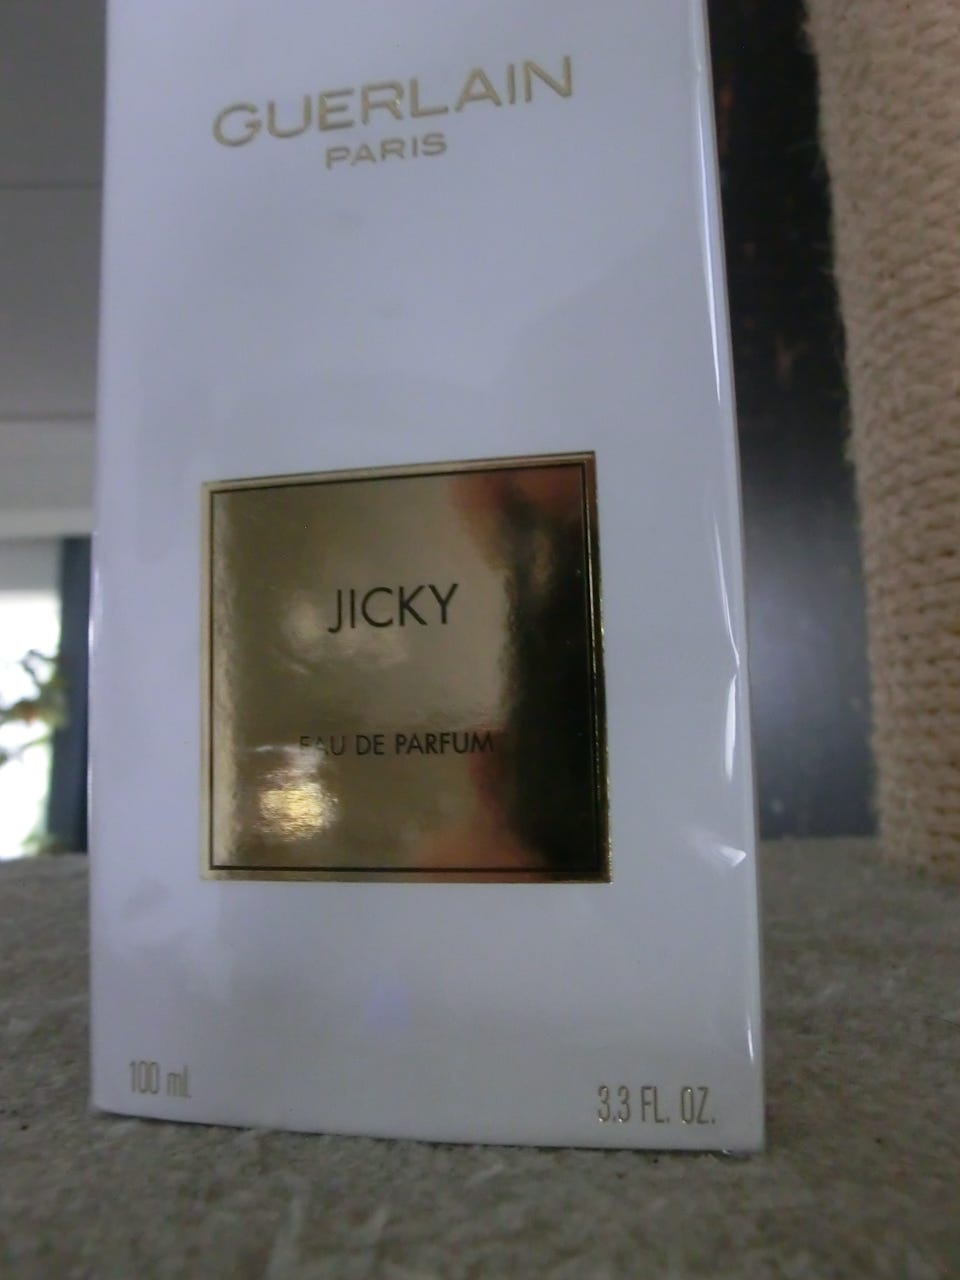 GUERLAIN
PARIS
JICKY
EAU DE PARFUM
100 ml
3.3 FL. OZ.